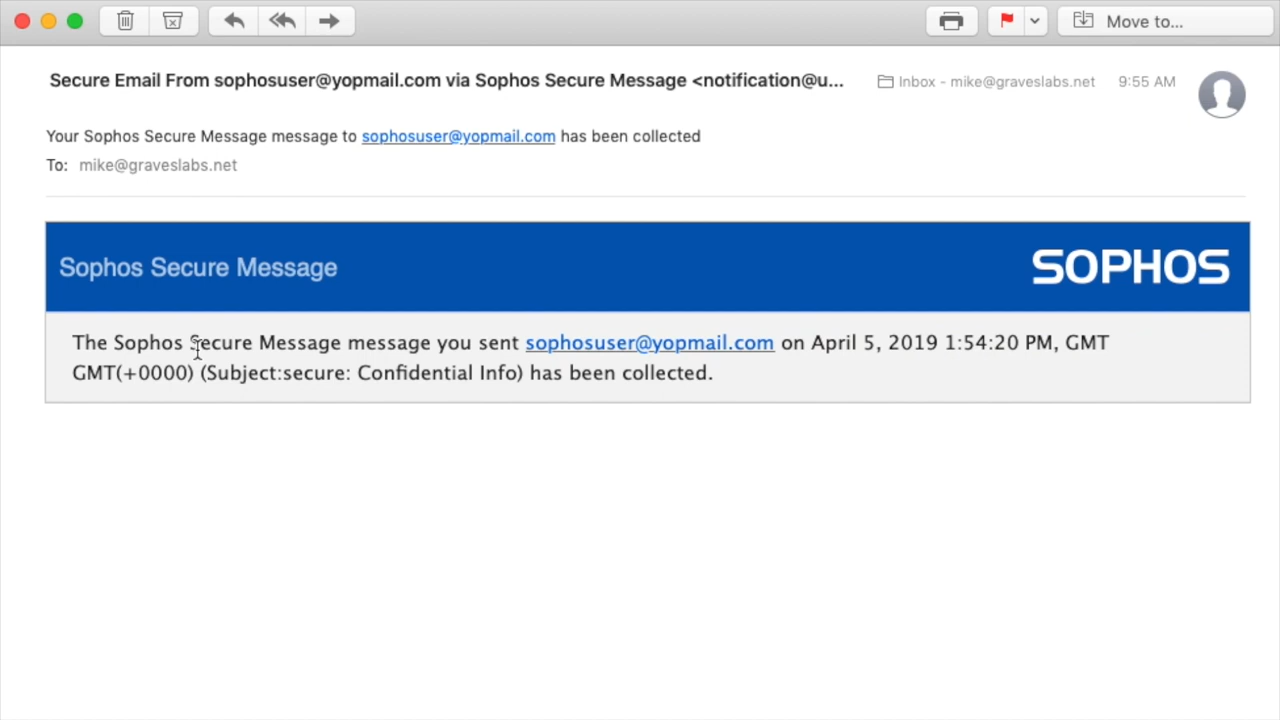 Move to...
Secure Email From sophosuser@yopmail.com via Sophos Secure Message <notification@u... Inbox - mike@graveslabs.net 9:55 AM
Your Sophos Secure Message message to sophosuser@yopmail.com has been collected
To: mike@graveslabs.net
Sophos Secure Message SOPHOS
The Sophos Secure Message message you sent sophosuser@yopmail.com on April 5, 2019 1:54:20 PM, GMT
GMT(+0000) (Subject:secure: Confidential Info) has been collected.